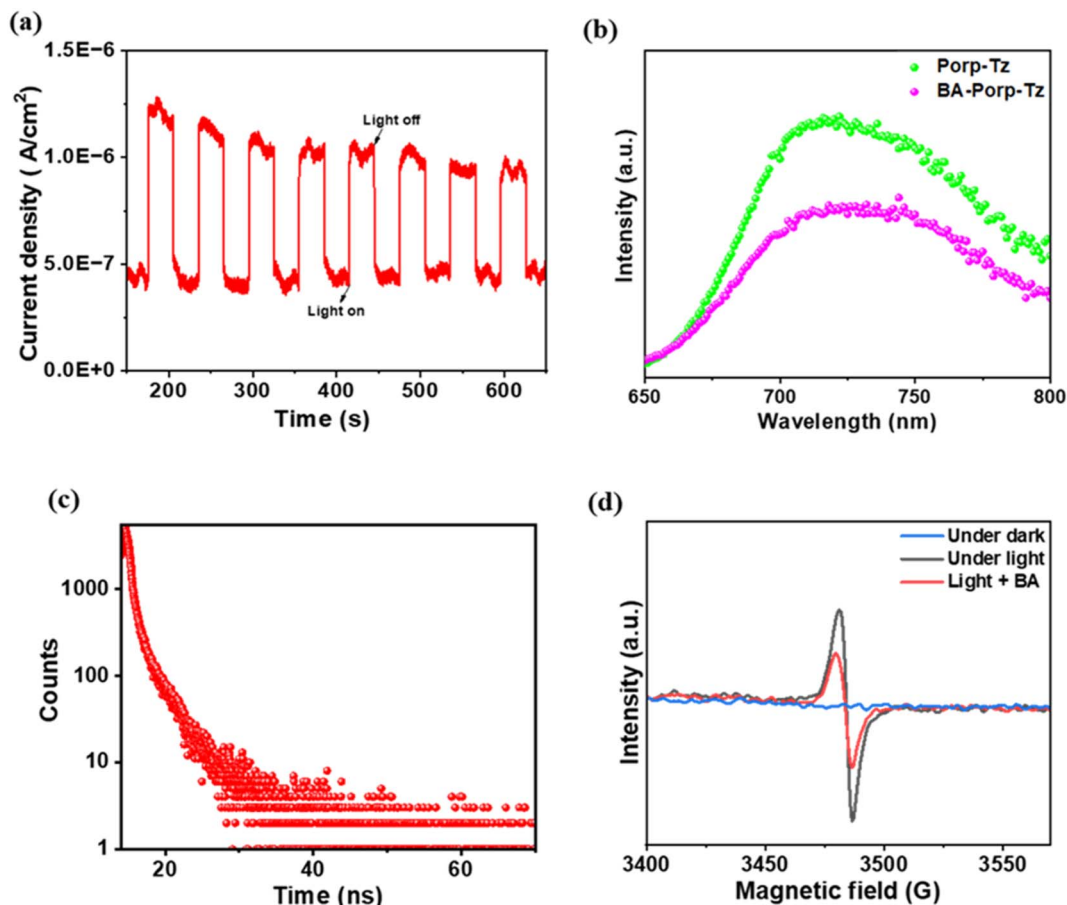 (a)
1.5E−6
1.0E−6
5.0E−7
0.0E+0
Current density ( A/cm²)
Light off
Light on
200 300 400 500 600
Time (s)
(b)
Porp-Tz
BA-Porp-Tz
Intensity (a.u.)
650 700 750 800
Wavelength (nm)
(c)
1000
100
10
1
Counts
20 40 60
Time (ns)
(d)
Under dark
Under light
Light + BA
Intensity (a.u.)
3400 3450 3500 3550
Magnetic field (G)